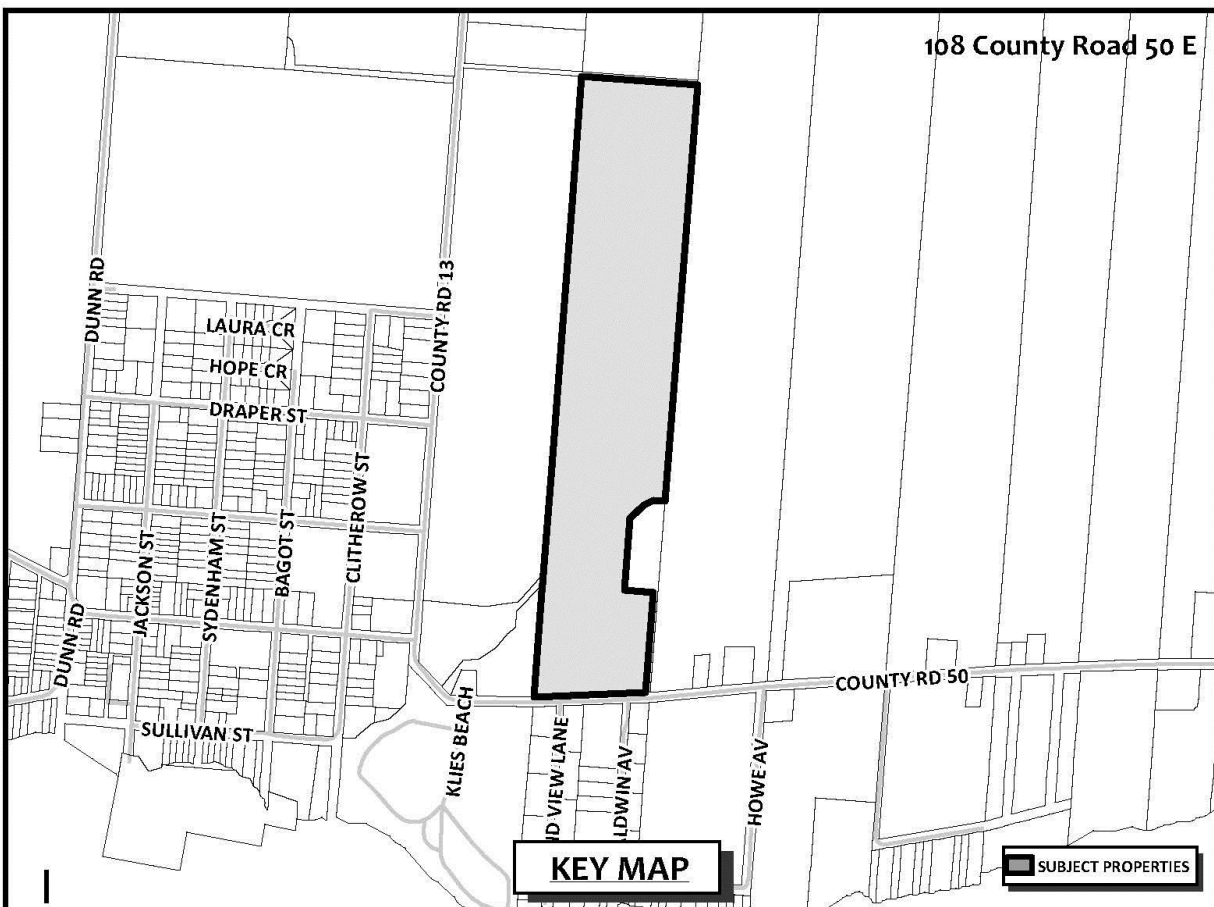 108 County Road 50 E
DUNN RD
COUNTY RD 13
LAURA CR
HOPE CR
DRAPER ST
CLITHEROW ST
JACKSON ST
SYDENHAM ST
BAGOT ST
DUNN RD
SULLIVAN ST
KLIES BEACH
COUNTY RD 50
VIEW LANE
HOWE AV
KEY MAP
SUBJECT PROPERTIES